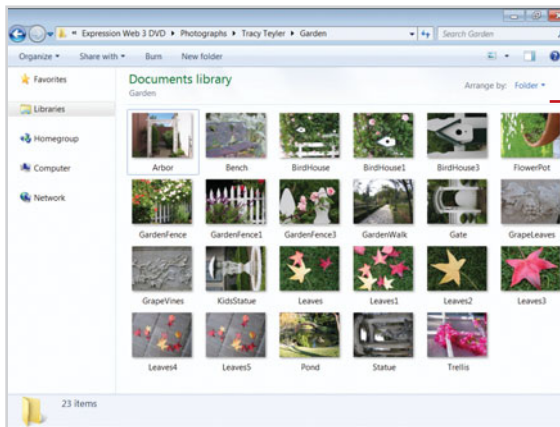 « Expression Web 3 DVD ▸ Photographs ▸ Tracy Teyler ▸ Garden
Search Garden
Organize ▾ Share with ▾ Burn New folder
Favorites
Libraries
Homegroup
Computer
Network
Documents library
Garden
Arrange by: Folder ▾
Arbor Bench BirdHouse BirdHouse1 BirdHouse3 FlowerPot
GardenFence GardenFence1 GardenFence3 GardenWalk Gate GrapeLeaves
GrapeVines KidsStatue Leaves Leaves1 Leaves2 Leaves3
Leaves4 Leaves5 Pond Statue Trellis
23 items